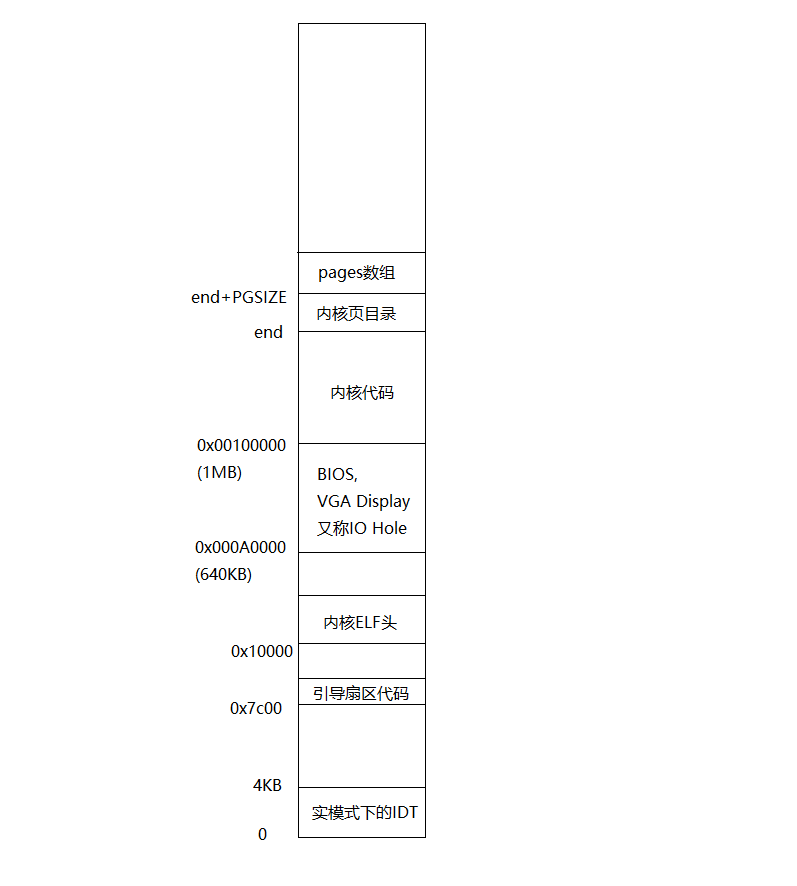 pages数组
end+PGSIZE
内核页目录
end
内核代码
0x00100000
(1MB)
BIOS,
VGA Display
又称IO Hole
0x000A0000
(640KB)
内核ELF头
0x10000
引导扇区代码
0x7c00
4KB
实模式下的IDT
0